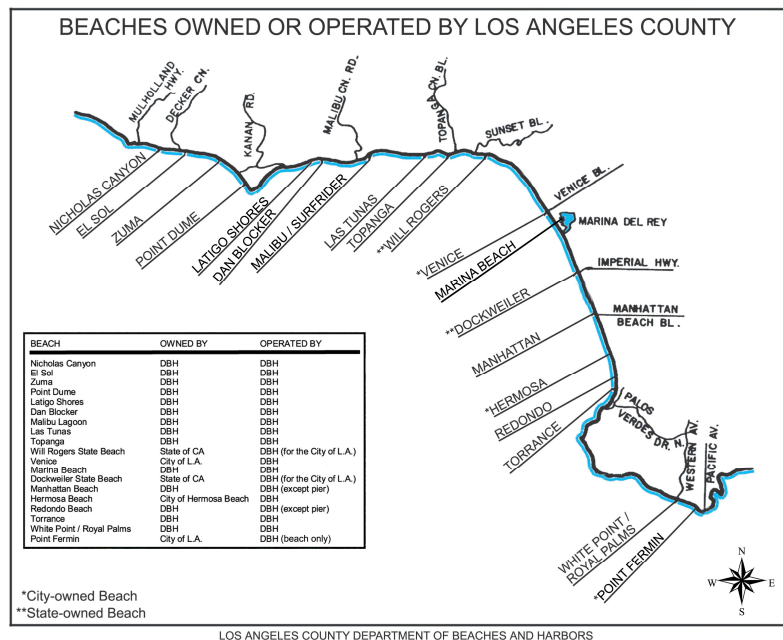 BEACHES OWNED OR OPERATED BY LOS ANGELES COUNTY
MULHOLLAND
HWY.
DECKER CN.
KANAN RD.
MALIBU CN. RD.
TOPANGA CN. BL.
SUNSET BL.
NICHOLAS CANYON
EL SOL
ZUMA
POINT DUME
LATIGO SHORES
DAN BLOCKER
MALIBU / SURFRIDER
LAS TUNAS
TOPANGA
**WILL ROGERS
VENICE BL.
*VENICE
MARINA DEL REY
MARINA BEACH
IMPERIAL HWY.
**DOCKWEILER
MANHATTAN
BEACH BL.
MANHATTAN
*HERMOSA
REDONDO
TORRANCE
PALOS
VERDES DR. N.
WESTERN AV.
PACIFIC AV.
WHITE POINT /
ROYAL PALMS
*POINT FERMIN
BEACH OWNED BY OPERATED BY
Nicholas Canyon DBH DBH
El Sol DBH DBH
Zuma DBH DBH
Point Dume DBH DBH
Latigo Shores DBH DBH
Dan Blocker DBH DBH
Malibu Lagoon DBH DBH
Las Tunas DBH DBH
Topanga DBH DBH
Will Rogers State Beach State of CA DBH (for the City of L.A.)
Venice City of L.A. DBH
Marina Beach DBH DBH
Dockweiler State Beach State of CA DBH (for the City of L.A.)
Manhattan Beach DBH DBH (except pier)
Hermosa Beach City of Hermosa Beach DBH
Redondo Beach DBH DBH (except pier)
Torrance DBH DBH
White Point / Royal Palms DBH DBH
Point Fermin City of L.A. DBH (beach only)
*City-owned Beach
**State-owned Beach
N
W E
S
LOS ANGELES COUNTY DEPARTMENT OF BEACHES AND HARBORS